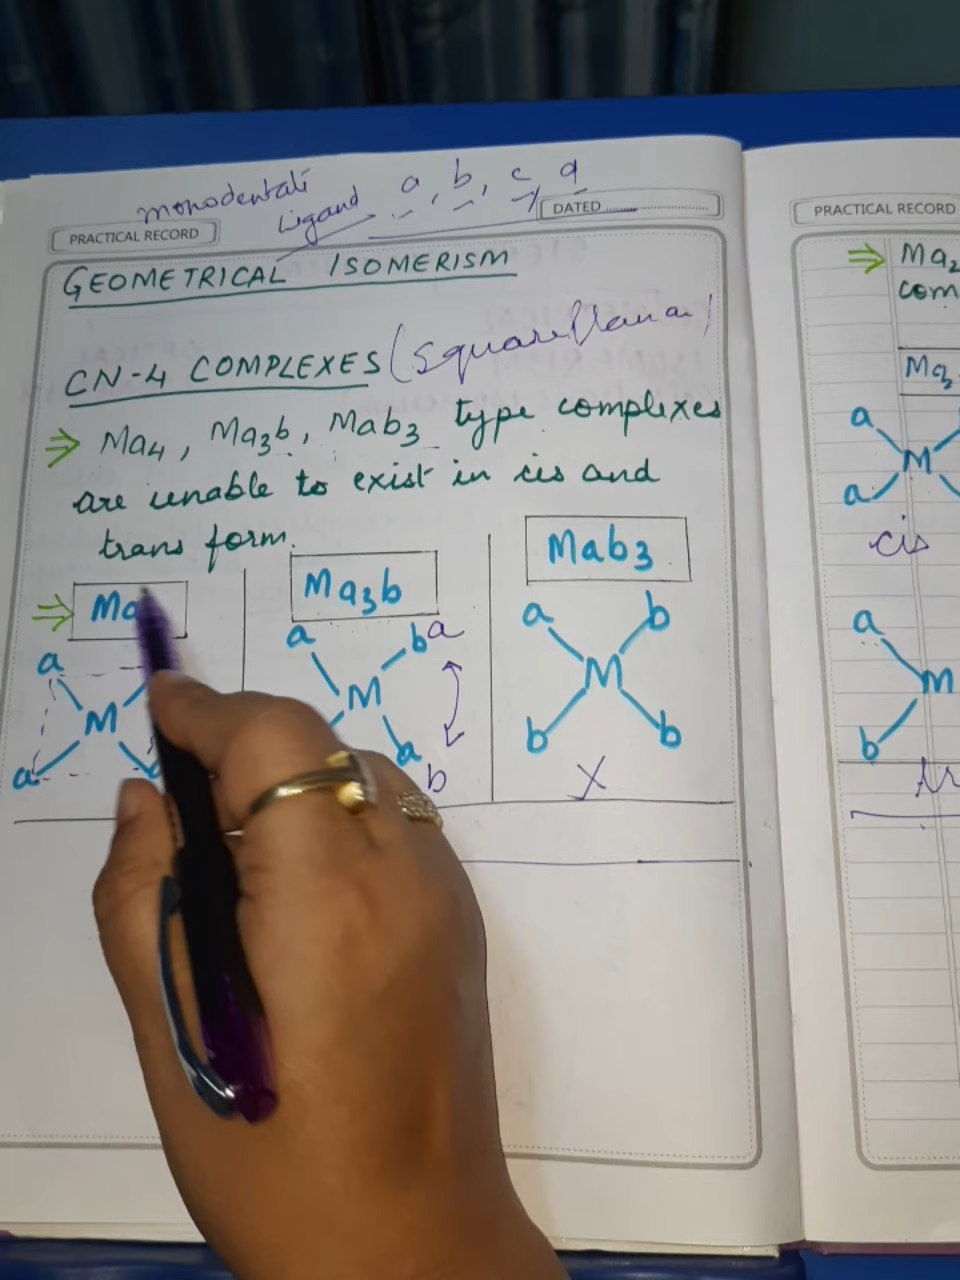 monodentate
Ligand a, b, c, d
PRACTICAL RECORD
DATED
GEOMETRICAL ISOMERISM
CN-4 COMPLEXES (Square Planar)
⇒ Ma4, Ma3b, Mab3 type complexes
are unable to exist in cis and
trans form.
⇒ Ma
a
M
a
Ma3b
a b a
M
a
b
Mab3
a b
M
b b
X
PRACTICAL RECORD
⇒ Ma2
com
a
M
a
cis
a
M
b